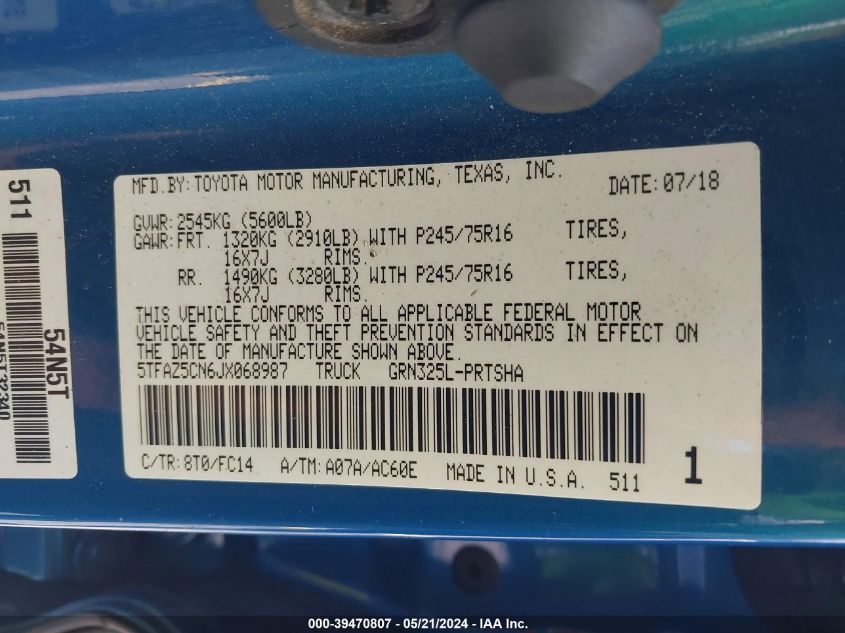 MFD.BY:TOYOTA MOTOR MANUFACTURING, TEXAS, INC. DATE:07/18
GVWR:2545KG (5600LB)
GAWR:FRT. 1320KG (2910LB) WITH P245/75R16 TIRES,
16X7J RIMS.
RR. 1490KG (3280LB) WITH P245/75R16 TIRES,
16X7J RIMS.
THIS VEHICLE CONFORMS TO ALL APPLICABLE FEDERAL MOTOR
VEHICLE SAFETY AND THEFT PREVENTION STANDARDS IN EFFECT ON
THE DATE OF MANUFACTURE SHOWN ABOVE.
5TFAZ5CN6JX068987 TRUCK GRN325L-PRTSHA
C/TR:8T0/FC14 A/TM:A07A/AC60E MADE IN U.S.A. 511
1
511
54N5T
54N5T32340
000-39470807 - 05/21/2024 - IAAI.COM